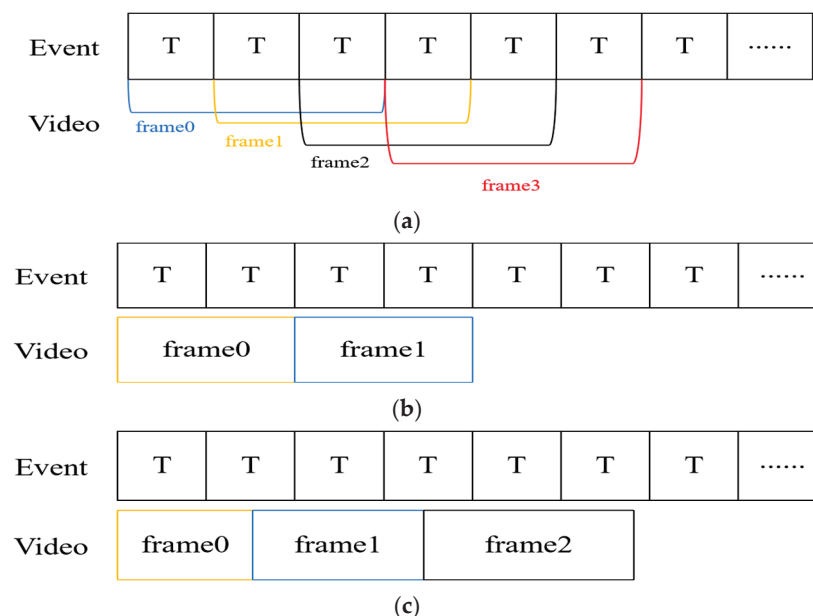 Event T T T T T T T ......
Video frame0 frame1 frame2 frame3
(a)
Event T T T T T T T ......
Video frame0 frame1
(b)
Event T T T T T T T ......
Video frame0 frame1 frame2
(c)